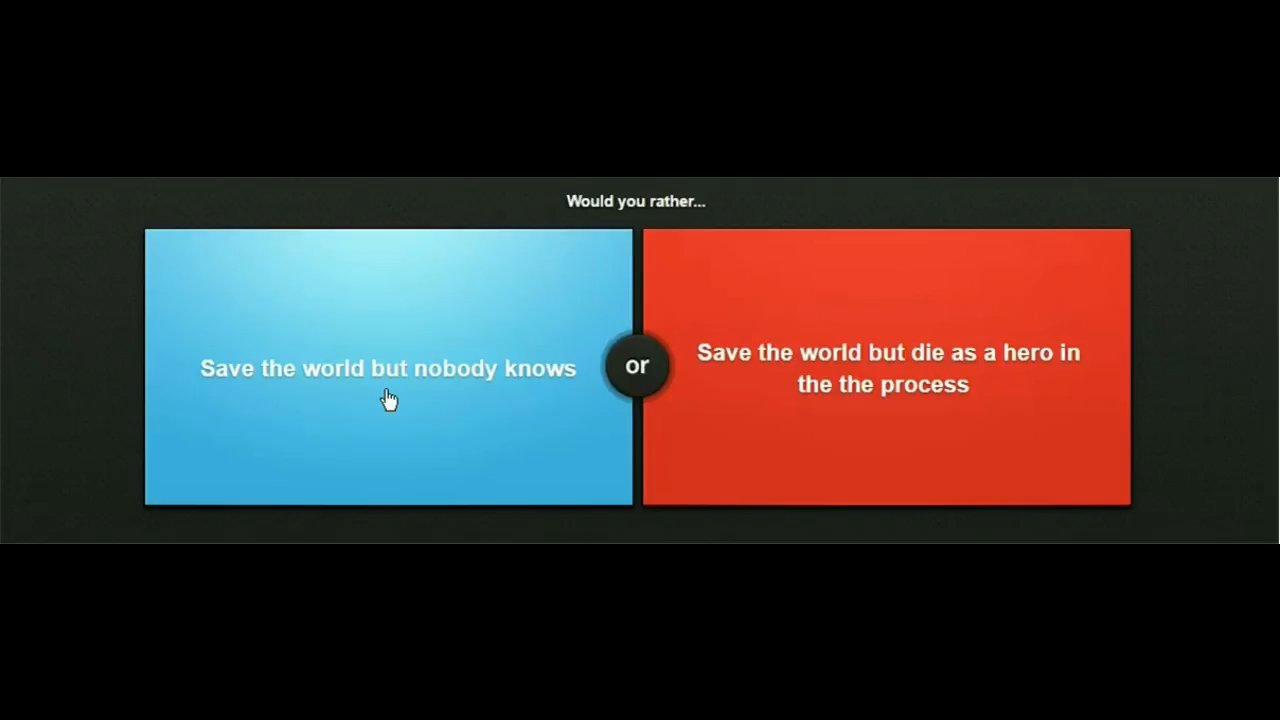 Would you rather...
Save the world but nobody knows
or
Save the world but die as a hero in
the the process